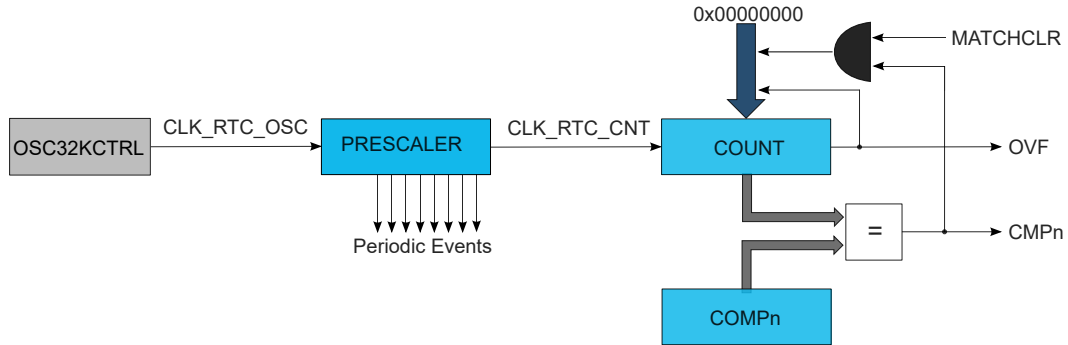 0x00000000
MATCHCLR
OSC32KCTRL
CLK_RTC_OSC
PRESCALER
CLK_RTC_CNT
COUNT
OVF
Periodic Events
=
CMPn
COMPn